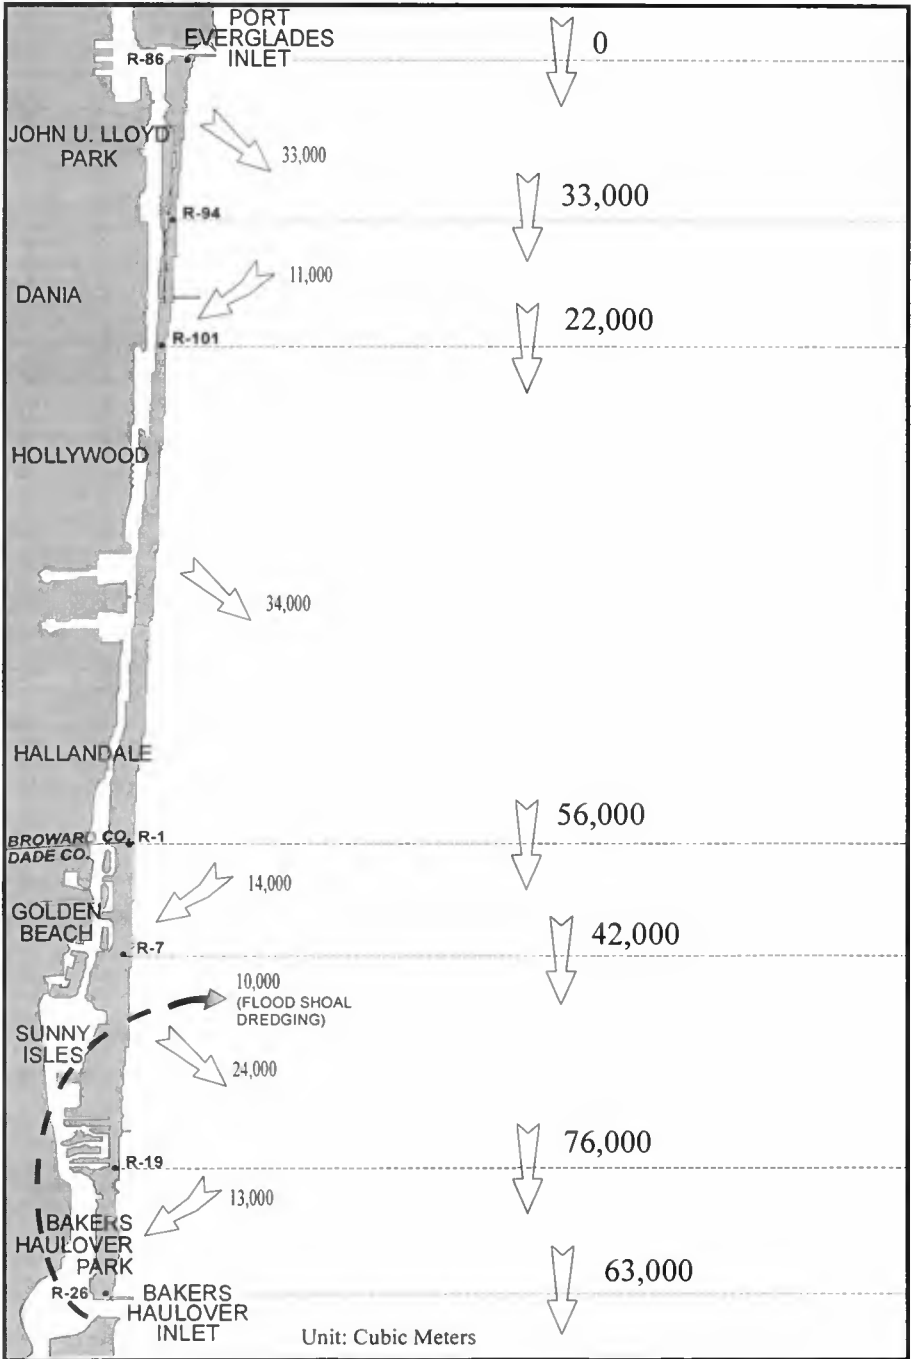 PORT
EVERGLADES
INLET
R-86
0
JOHN U. LLOYD
PARK
33,000
33,000
R-94
11,000
DANIA
22,000
R-101
HOLLYWOOD
34,000
HALLANDALE
56,000
BROWARD CO.
R-1
DADE CO.
14,000
GOLDEN
BEACH
42,000
R-7
10,000
(FLOOD SHOAL
DREDGING)
SUNNY
ISLES
24,000
76,000
R-19
13,000
BAKERS
HAULOVER
PARK
63,000
R-26
BAKERS
HAULOVER
INLET
Unit: Cubic Meters